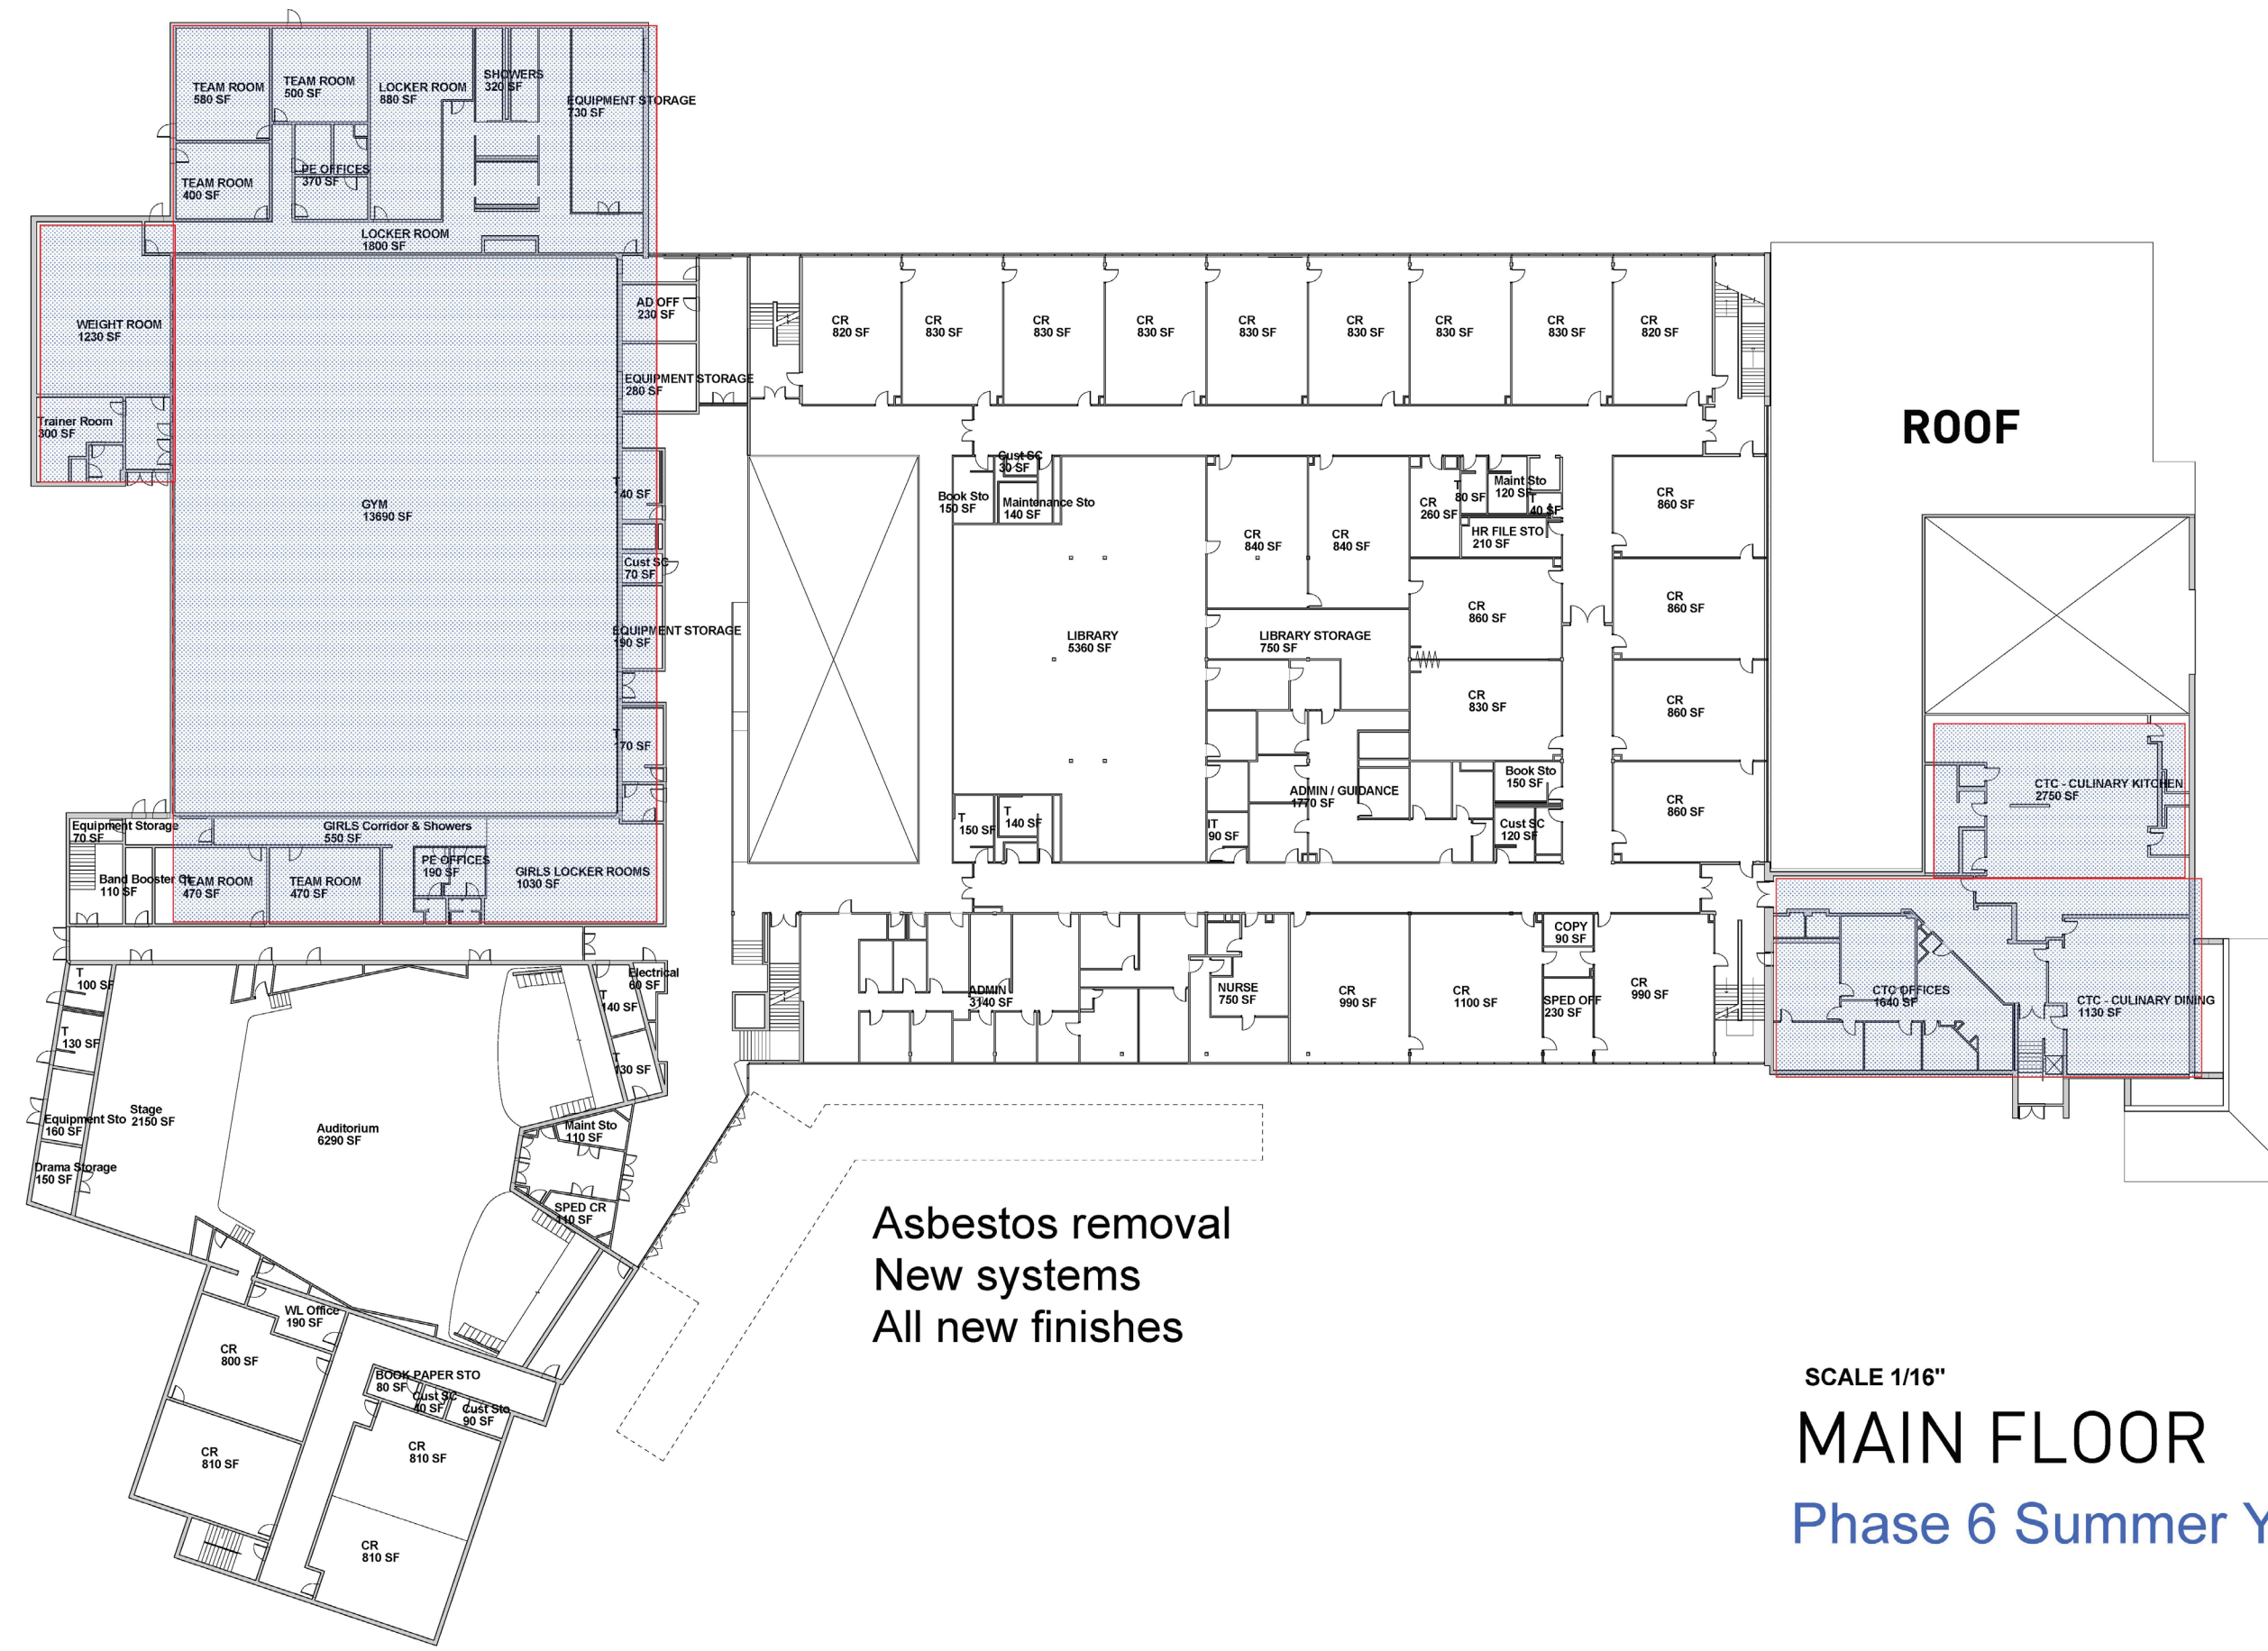 TEAM ROOM
580 SF
TEAM ROOM
500 SF
LOCKER ROOM
880 SF
SHOWERS
320 SF
EQUIPMENT STORAGE
730 SF
TEAM ROOM
400 SF
PE OFFICES
370 SF
LOCKER ROOM
1800 SF
WEIGHT ROOM
1230 SF
Trainer Room
300 SF
GYM
13690 SF
AD OFF
230 SF
EQUIPMENT STORAGE
280 SF
T
140 SF
Cust SC
70 SF
EQUIPMENT STORAGE
190 SF
T
170 SF
Equipment Storage
70 SF
GIRLS Corridor & Showers
550 SF
Band Booster
110 SF
TEAM ROOM
470 SF
TEAM ROOM
470 SF
PE OFFICES
190 SF
GIRLS LOCKER ROOMS
1030 SF
CR
820 SF
CR
830 SF
CR
830 SF
CR
830 SF
CR
830 SF
CR
830 SF
CR
830 SF
CR
830 SF
CR
820 SF
ROOF
Cust SC
30 SF
Book Sto
150 SF
Maintenance Sto
140 SF
CR
840 SF
CR
840 SF
CR
260 SF
T
80 SF
Maint Sto
120 SF
T
40 SF
HR FILE STO
210 SF
CR
860 SF
CR
860 SF
CR
860 SF
LIBRARY
5360 SF
LIBRARY STORAGE
750 SF
CR
830 SF
CR
860 SF
ADMIN / GUIDANCE
1770 SF
Book Sto
150 SF
CR
860 SF
T
150 SF
T
140 SF
IT
90 SF
Cust SC
120 SF
CTC - CULINARY KITCHEN
2750 SF
ADMIN
3140 SF
NURSE
750 SF
CR
990 SF
CR
1100 SF
COPY
90 SF
SPED OFF
230 SF
CR
990 SF
CTC OFFICES
1640 SF
CTC - CULINARY DINING
1130 SF
T
100 SF
T
130 SF
Equipment Sto
160 SF
Drama Storage
150 SF
Stage
2150 SF
Auditorium
6290 SF
Electrical
60 SF
T
140 SF
T
130 SF
Maint Sto
110 SF
SPED CR
110 SF
WL Office
190 SF
CR
800 SF
BOOK PAPER STO
80 SF
Cust SC
40 SF
Cust Sto
90 SF
CR
810 SF
CR
810 SF
CR
810 SF
Asbestos removal
New systems
All new finishes
SCALE 1/16"
MAIN FLOOR
Phase 6 Summer Y